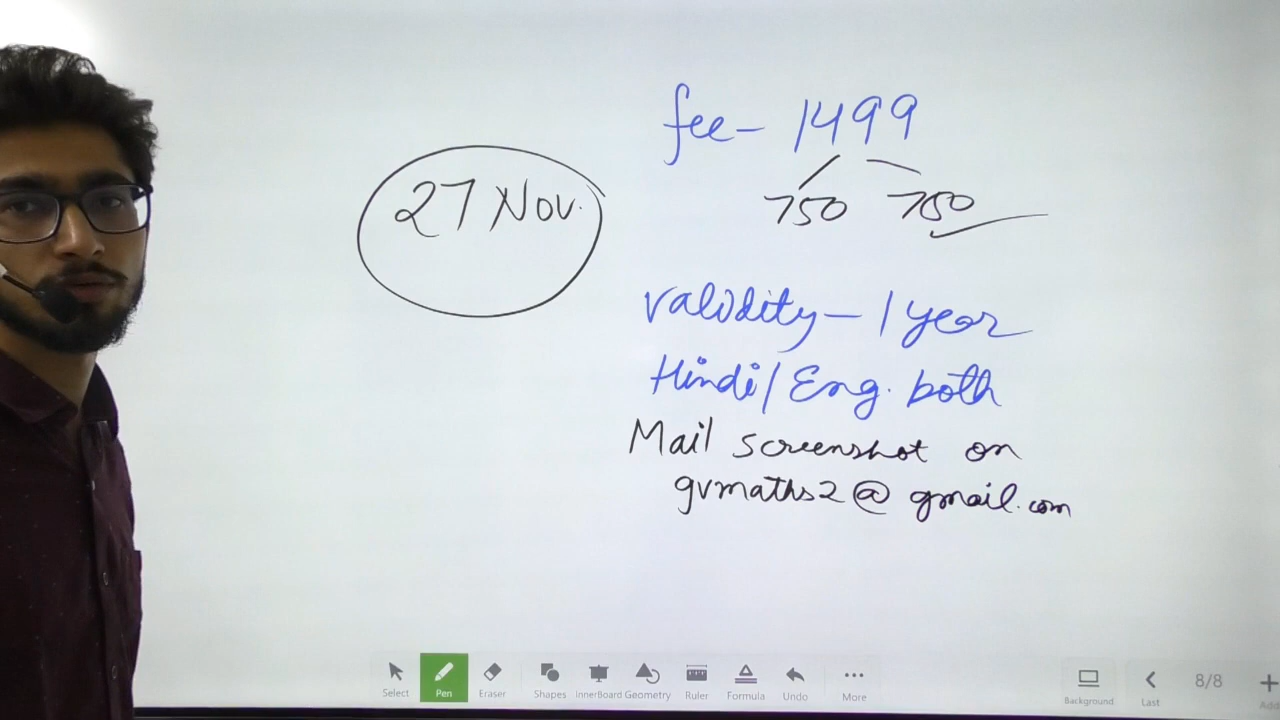 fee - 1499
27 Nov.
750 750
validity - 1 year
Hindi / Eng. both
Mail screenshot on
gvmaths2@gmail.com
Select Pen Eraser Shapes InnerBoard Geometry Ruler Formula Undo More Background Last 8/8 Add